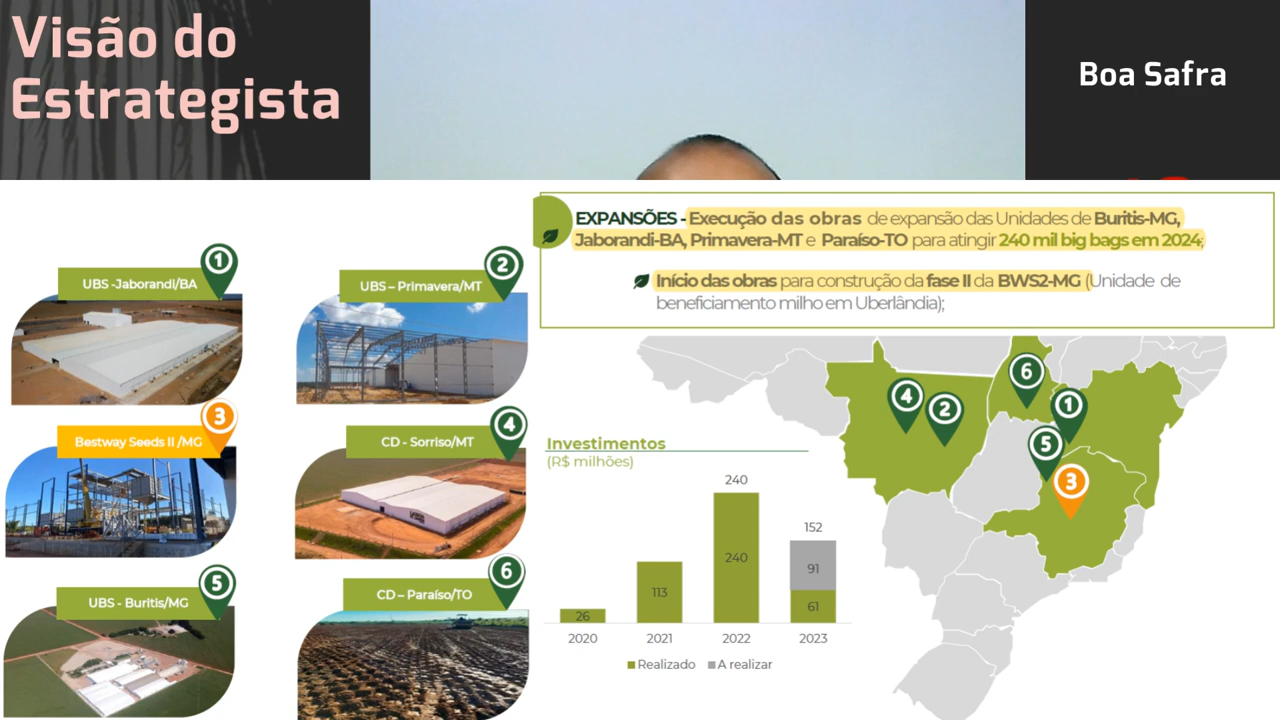 Visão do
Estrategista
Boa Safra
EXPANSÕES - Execução das obras de expansão das Unidades de Buritis-MG,
Jaborandi-BA, Primavera-MT e Paraíso-TO para atingir 240 mil big bags em 2024;
Início das obras para construção da fase II da BWS2-MG (Unidade de
beneficiamento milho em Uberlândia);
1
UBS -Jaborandi/BA
2
UBS – Primavera/MT
3
Bestway Seeds II /MG
4
CD - Sorriso/MT
5
UBS - Buritis/MG
6
CD – Paraíso/TO
Investimentos
(R$ milhões)
240
152
26
113
240
91
61
2020
2021
2022
2023
Realizado
A realizar
6
4
2
1
5
3